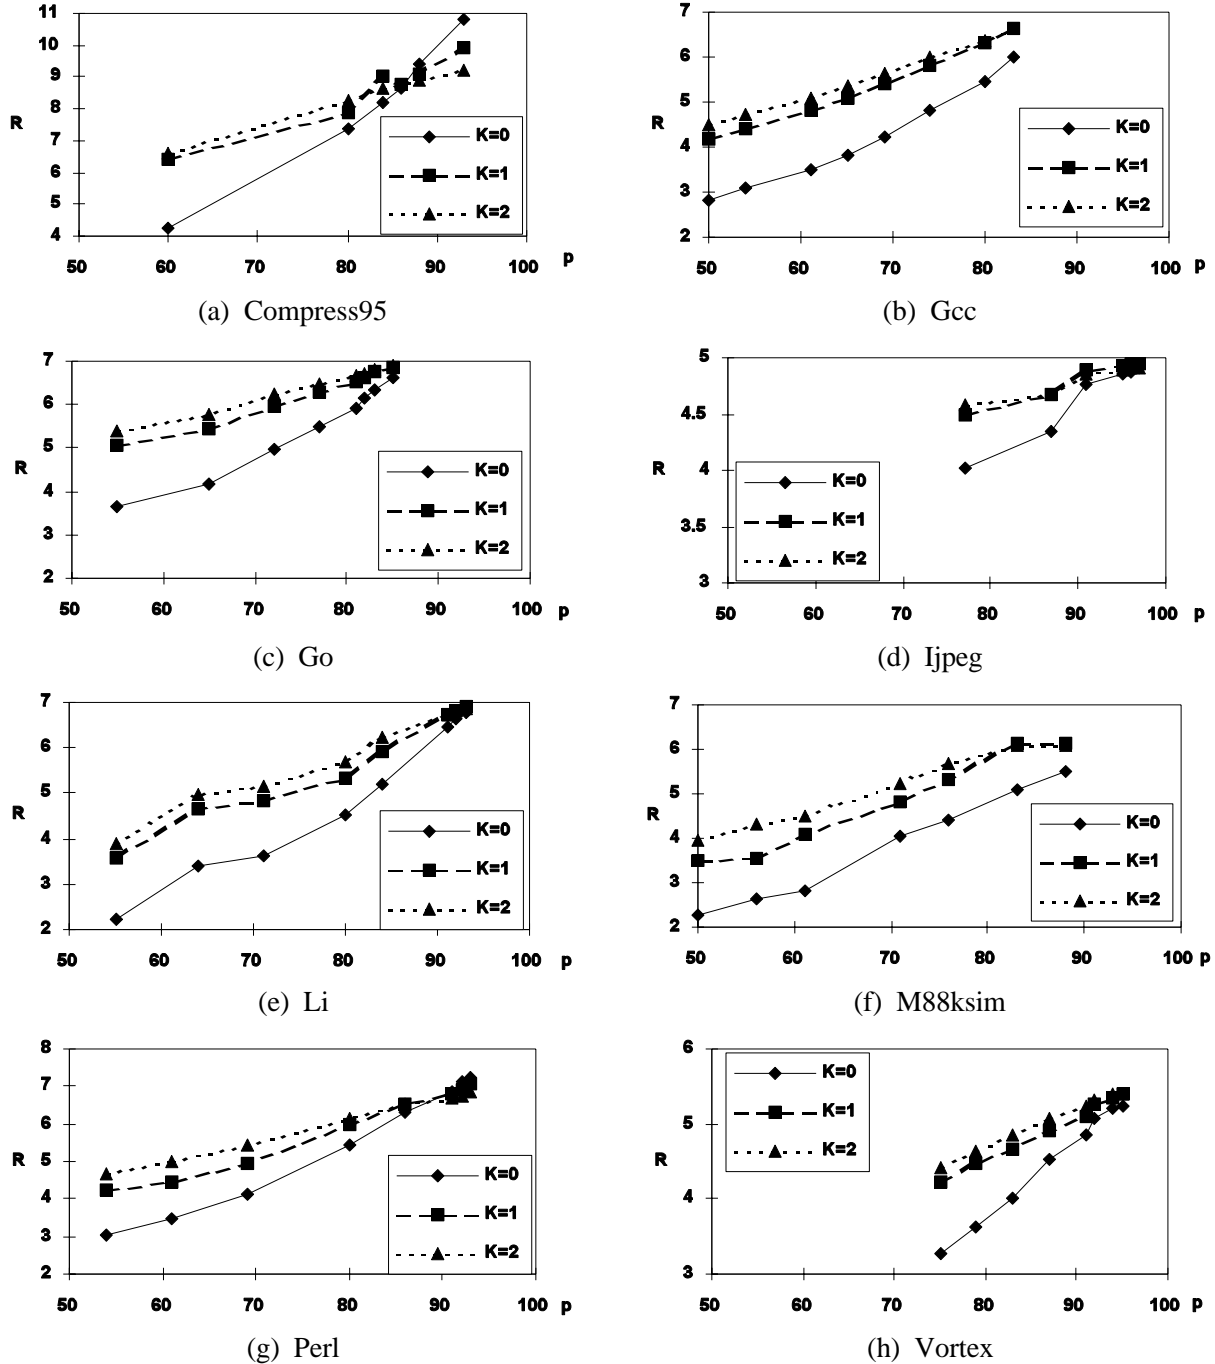 11
10
9
8
R
7
6
5
4
50 60 70 80 90 100 p
K=0
K=1
K=2
(a) Compress95
7
6
5
R
4
3
2
50 60 70 80 90 100 p
K=0
K=1
K=2
(b) Gcc
7
6
5
R
4
3
2
50 60 70 80 90 100 p
K=0
K=1
K=2
(c) Go
5
4.5
R
4
3.5
3
50 60 70 80 90 100 p
K=0
K=1
K=2
(d) Ijpeg
7
6
5
R
4
3
2
50 60 70 80 90 100 p
K=0
K=1
K=2
(e) Li
7
6
5
R
4
3
2
50 60 70 80 90 100 p
K=0
K=1
K=2
(f) M88ksim
8
7
6
R
5
4
3
2
50 60 70 80 90 100 p
K=0
K=1
K=2
(g) Perl
6
5
R
4
3
50 60 70 80 90 100 p
K=0
K=1
K=2
(h) Vortex